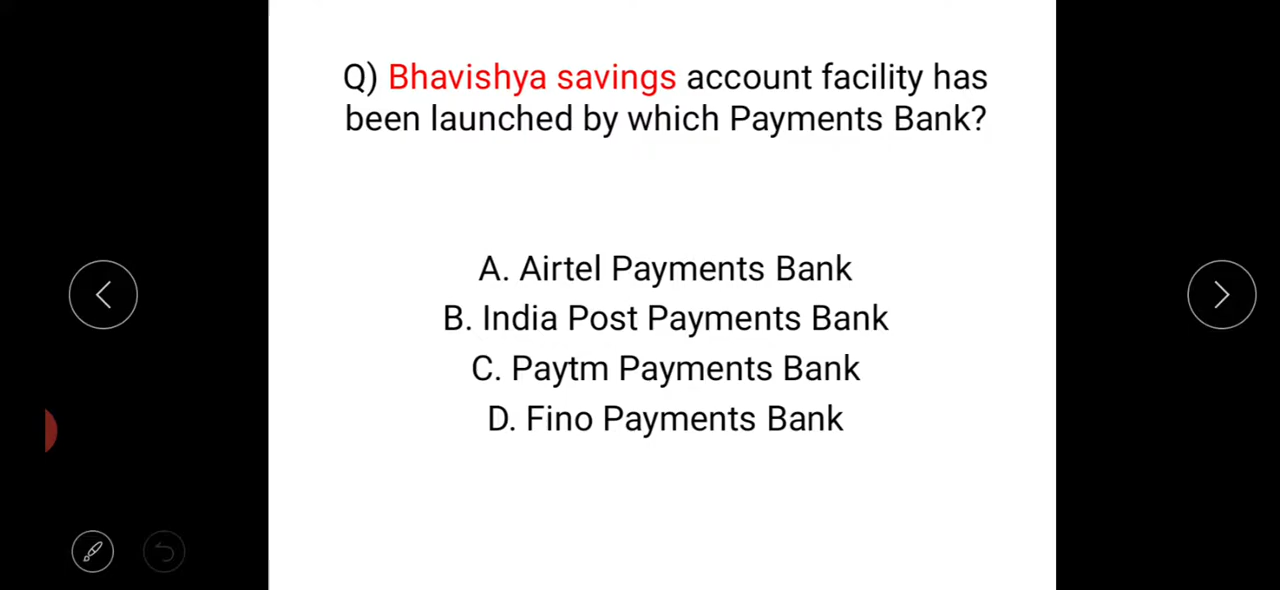 Q) Bhavishya savings account facility has
been launched by which Payments Bank?
A. Airtel Payments Bank
B. India Post Payments Bank
C. Paytm Payments Bank
D. Fino Payments Bank